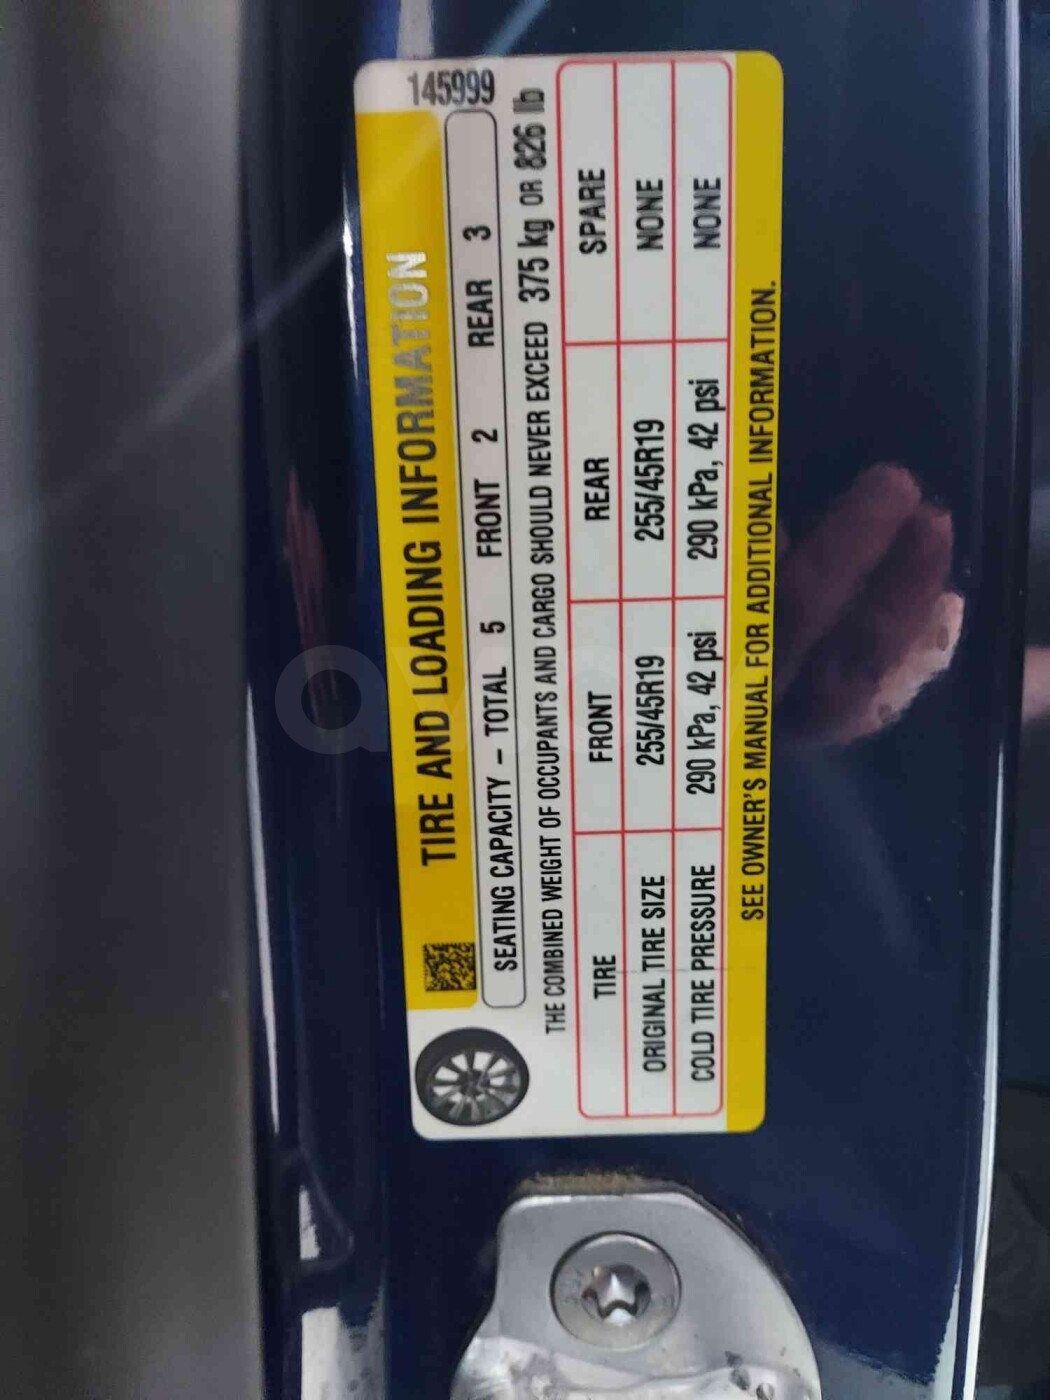 145999
TIRE AND LOADING INFORMATION
SEATING CAPACITY – TOTAL 5 FRONT 2 REAR 3
THE COMBINED WEIGHT OF OCCUPANTS AND CARGO SHOULD NEVER EXCEED 375 kg OR 826 lb
TIRE FRONT REAR SPARE
ORIGINAL TIRE SIZE 255/45R19 255/45R19 NONE
COLD TIRE PRESSURE 290 kPa, 42 psi 290 kPa, 42 psi NONE
SEE OWNER'S MANUAL FOR ADDITIONAL INFORMATION.